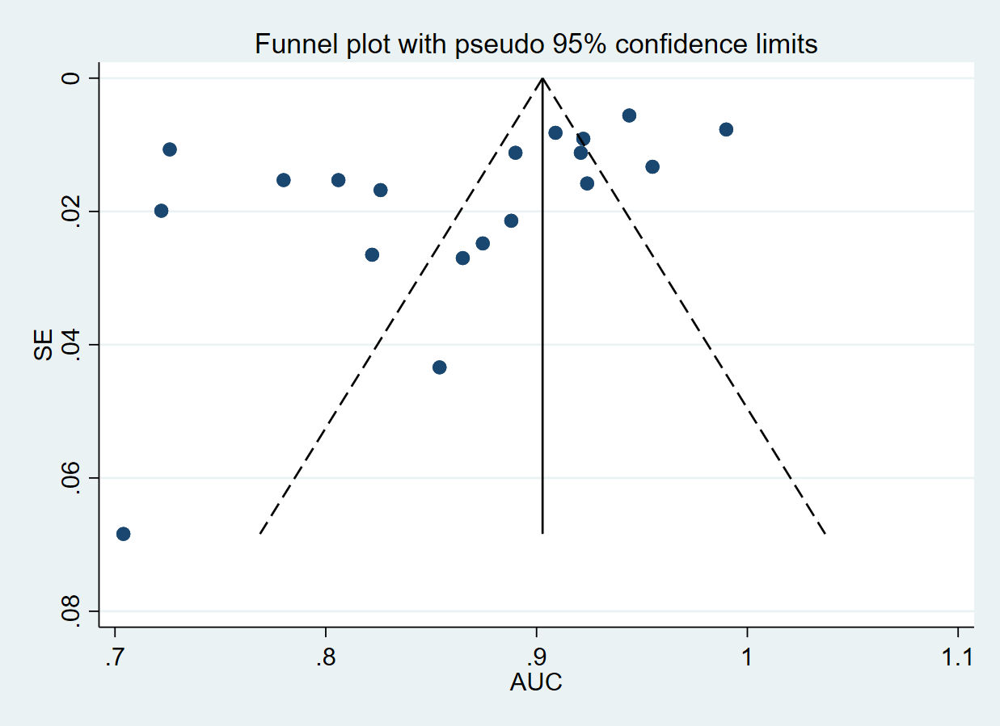 Funnel plot with pseudo 95% confidence limits
0
.02
.04
.06
.08
SE
.7 .8 .9 1 1.1
AUC